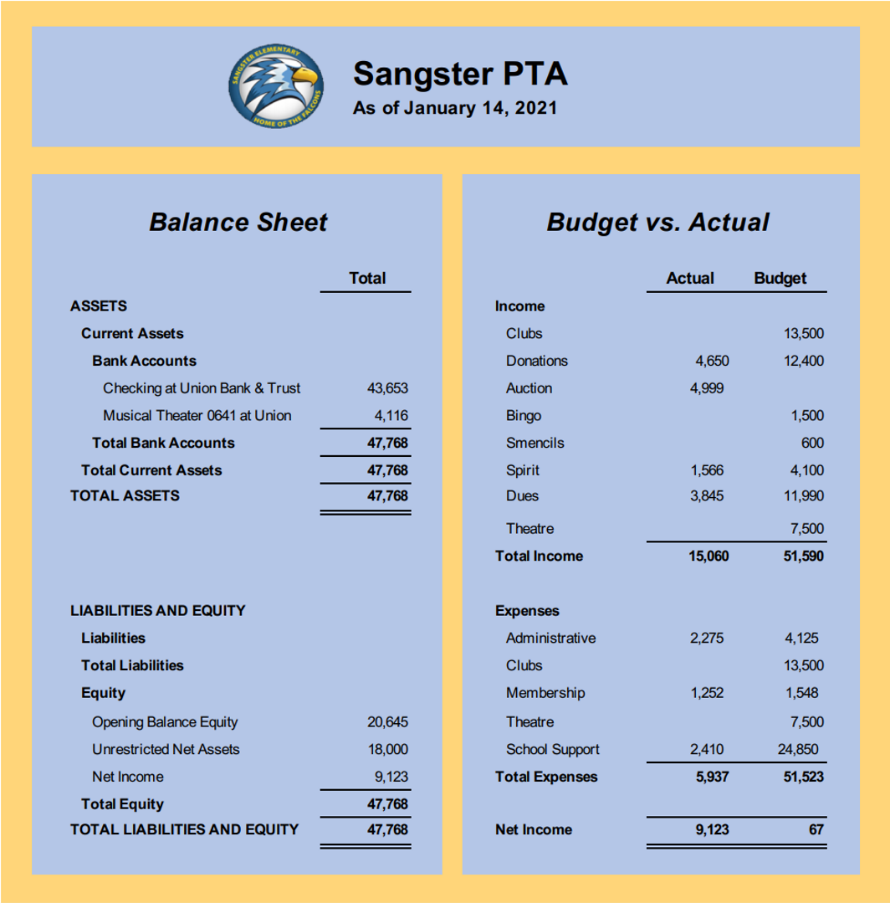 SANGSTER ELEMENTARY
HOME OF THE FALCONS
Sangster PTA
As of January 14, 2021
Balance Sheet
Total
ASSETS
Current Assets
Bank Accounts
Checking at Union Bank & Trust 43,653
Musical Theater 0641 at Union 4,116
Total Bank Accounts 47,768
Total Current Assets 47,768
TOTAL ASSETS 47,768
LIABILITIES AND EQUITY
Liabilities
Total Liabilities
Equity
Opening Balance Equity 20,645
Unrestricted Net Assets 18,000
Net Income 9,123
Total Equity 47,768
TOTAL LIABILITIES AND EQUITY 47,768
Budget vs. Actual
Actual Budget
Income
Clubs 13,500
Donations 4,650 12,400
Auction 4,999
Bingo 1,500
Smencils 600
Spirit 1,566 4,100
Dues 3,845 11,990
Theatre 7,500
Total Income 15,060 51,590
Expenses
Administrative 2,275 4,125
Clubs 13,500
Membership 1,252 1,548
Theatre 7,500
School Support 2,410 24,850
Total Expenses 5,937 51,523
Net Income 9,123 67